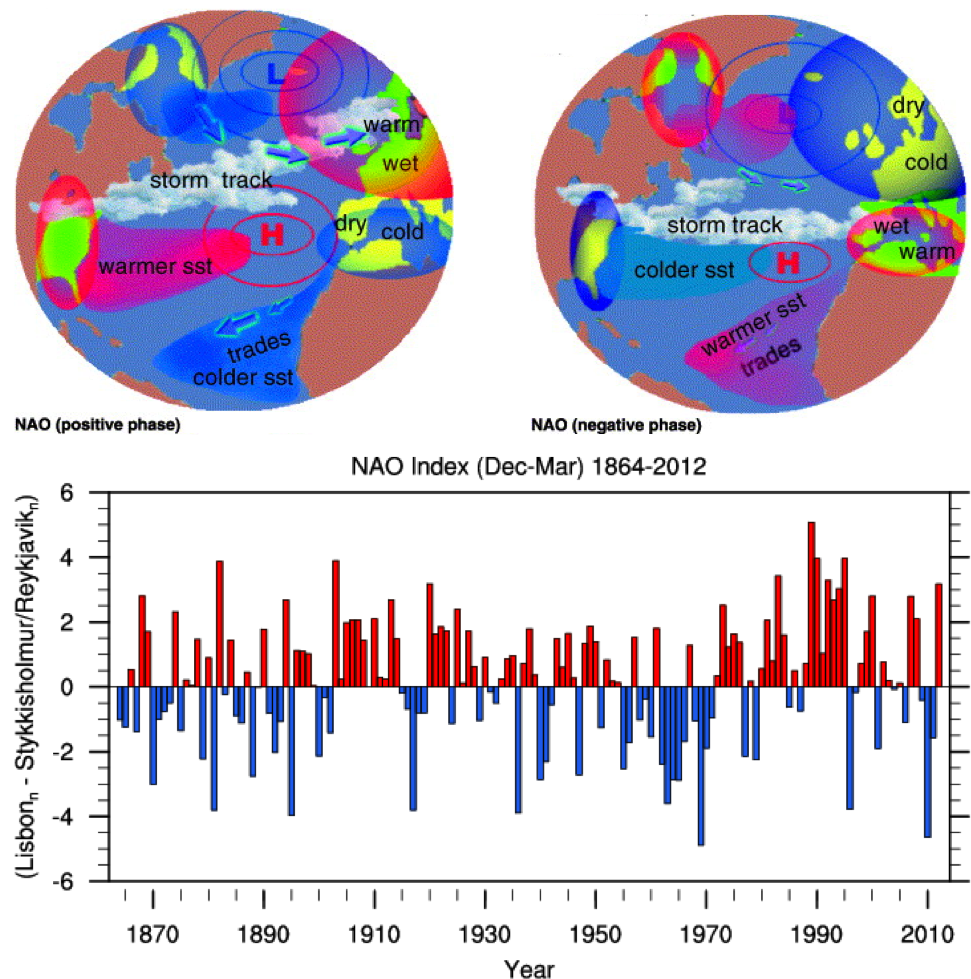 L
warm
wet
storm track
H
dry
cold
warmer sst
trades
colder sst
NAO (positive phase)
L
dry
cold
storm track
wet
warm
colder sst
H
warmer sst
trades
NAO (negative phase)
NAO Index (Dec-Mar) 1864-2012
(Lisbonₙ - Stykkisholmur/Reykjavikₙ)
6
4
2
0
-2
-4
-6
1870 1890 1910 1930 1950 1970 1990 2010
Year